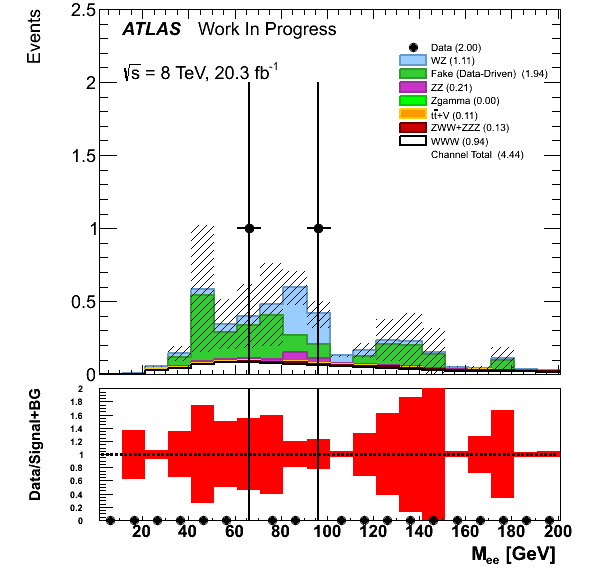 Events
2.5
2
1.5
1
0.5
0
ATLAS Work In Progress
√s = 8 TeV, 20.3 fb-1
Data (2.00)
WZ (1.11)
Fake (Data-Driven) (1.94)
ZZ (0.21)
Zgamma (0.00)
tt̄+V (0.11)
ZWW+ZZZ (0.13)
WWW (0.94)
Channel Total (4.44)
Data/Signal+BG
2
1.8
1.6
1.4
1.2
1
0.8
0.6
0.4
0.2
0
20 40 60 80 100 120 140 160 180 200
Mee [GeV]